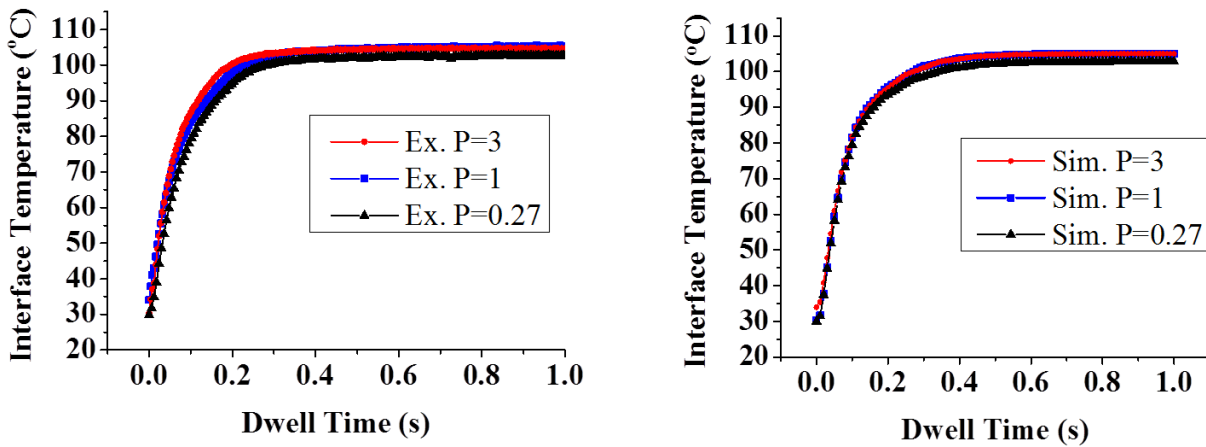 Interface Temperature (°C)
110
100
90
80
70
60
50
40
30
20
Ex. P=3
Ex. P=1
Ex. P=0.27
0.0 0.2 0.4 0.6 0.8 1.0
Dwell Time (s)
Interface Temperature (°C)
110
100
90
80
70
60
50
40
30
20
Sim. P=3
Sim. P=1
Sim. P=0.27
0.0 0.2 0.4 0.6 0.8 1.0
Dwell Time (s)